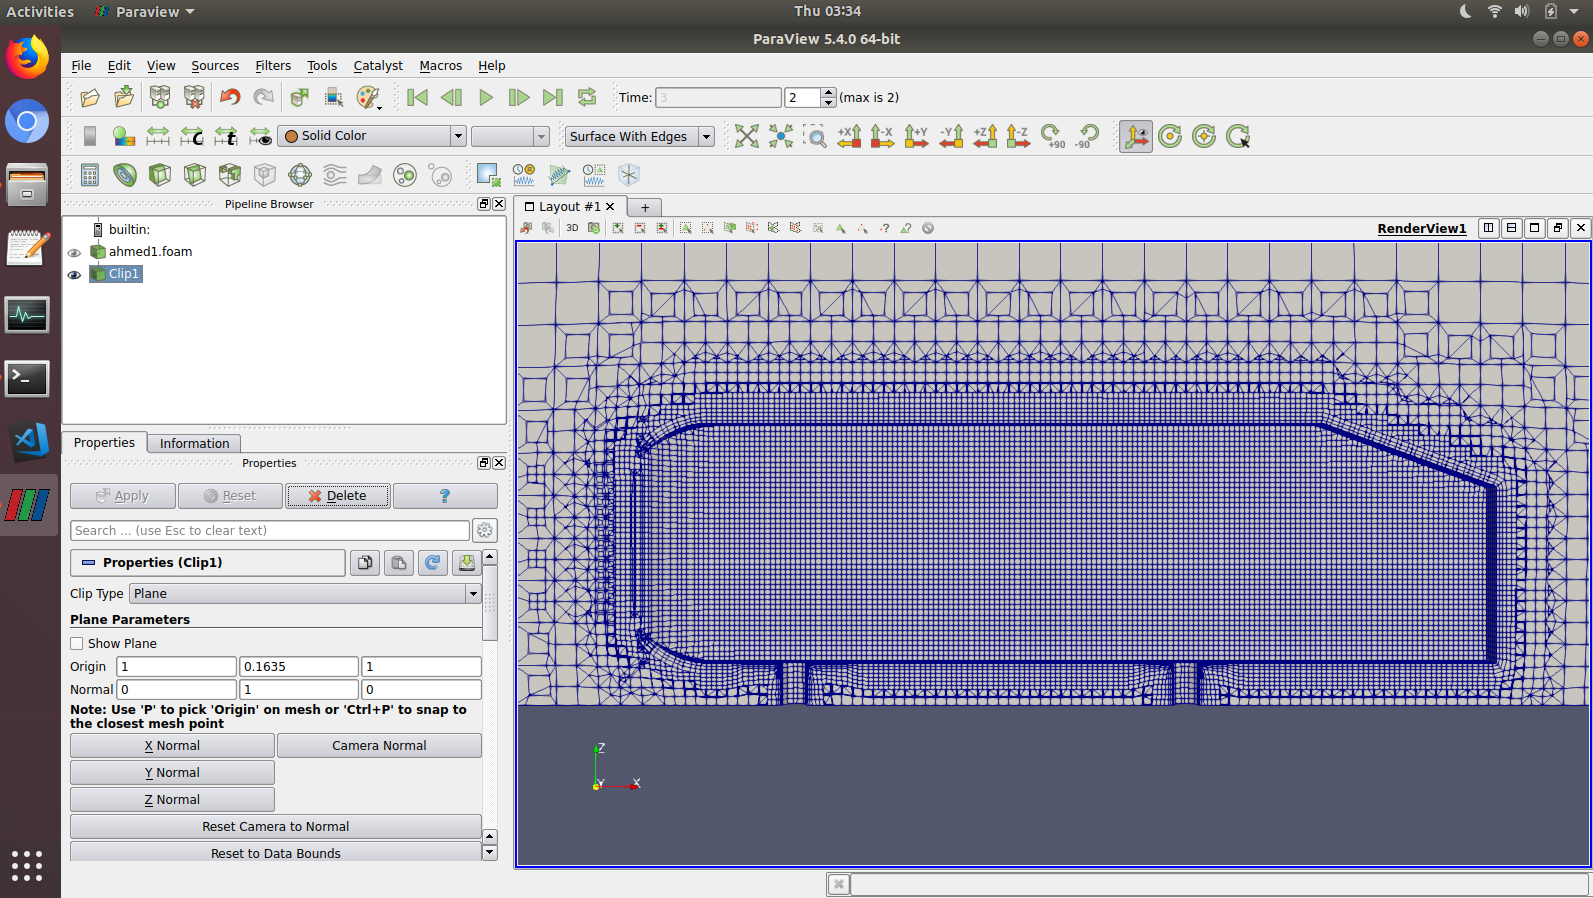 Activities Paraview Thu 03:34
ParaView 5.4.0 64-bit
File Edit View Sources Filters Tools Catalyst Macros Help
Time: 3 2 (max is 2)
C t Solid Color Surface With Edges +X -X +Y -Y +Z -Z +90 -90
Pipeline Browser
Layout #1 +
builtin:
3D
RenderView1
ahmed1.foam
Clip1
Properties Information
Properties
Apply Reset Delete ?
Search ... (use Esc to clear text)
Properties (Clip1)
Clip Type Plane
Plane Parameters
Show Plane
Origin 1 0.1635 1
Normal 0 1 0
Note: Use 'P' to pick 'Origin' on mesh or 'Ctrl+P' to snap to
the closest mesh point
X Normal Camera Normal
Y Normal
Z Normal
Reset Camera to Normal
Reset to Data Bounds
Z
Y X